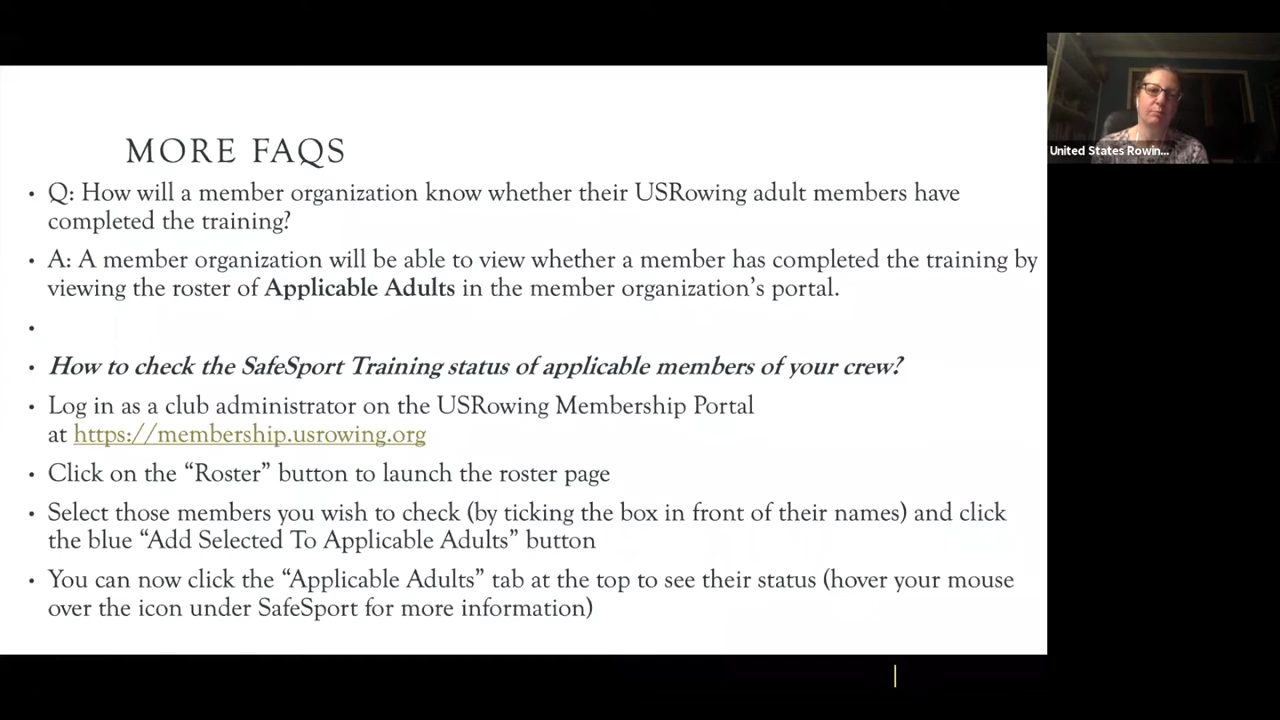 MORE FAQS
• Q: How will a member organization know whether their USRowing adult members have
completed the training?
• A: A member organization will be able to view whether a member has completed the training by
viewing the roster of Applicable Adults in the member organization's portal.
•
• How to check the SafeSport Training status of applicable members of your crew?
• Log in as a club administrator on the USRowing Membership Portal
at https://membership.usrowing.org
• Click on the “Roster” button to launch the roster page
• Select those members you wish to check (by ticking the box in front of their names) and click
the blue “Add Selected To Applicable Adults” button
• You can now click the “Applicable Adults” tab at the top to see their status (hover your mouse
over the icon under SafeSport for more information)
United States Rowin...